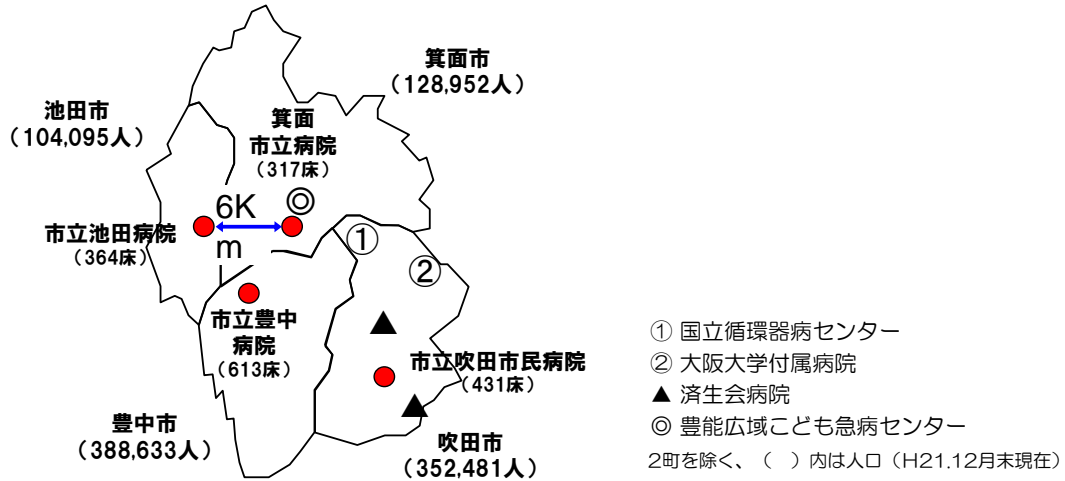 箕面市
（128,952人）
池田市
（104,095人）
箕面
市立病院
（317床）
◎
6K
m
市立池田病院
（364床）
①
②
市立豊中
病院
（613床）
市立吹田市民病院
（431床）
豊中市
（388,633人）
吹田市
（352,481人）
① 国立循環器病センター
② 大阪大学付属病院
▲ 済生会病院
◎ 豊能広域こども急病センター
2町を除く、（　）内は人口（H21.12月末現在）